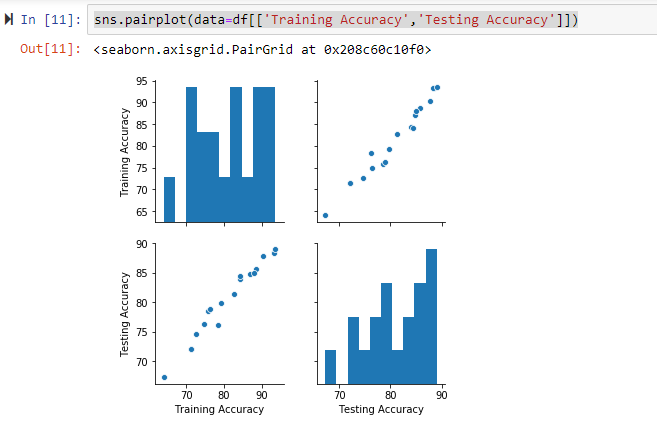 In [11]: sns.pairplot(data=df[['Training Accuracy','Testing Accuracy']])
Out[11]: <seaborn.axisgrid.PairGrid at 0x208c60c10f0>
95
90
85
80
75
70
65
Training Accuracy
90
85
80
75
70
Testing Accuracy
70 80 90 70 80 90
Training Accuracy Testing Accuracy